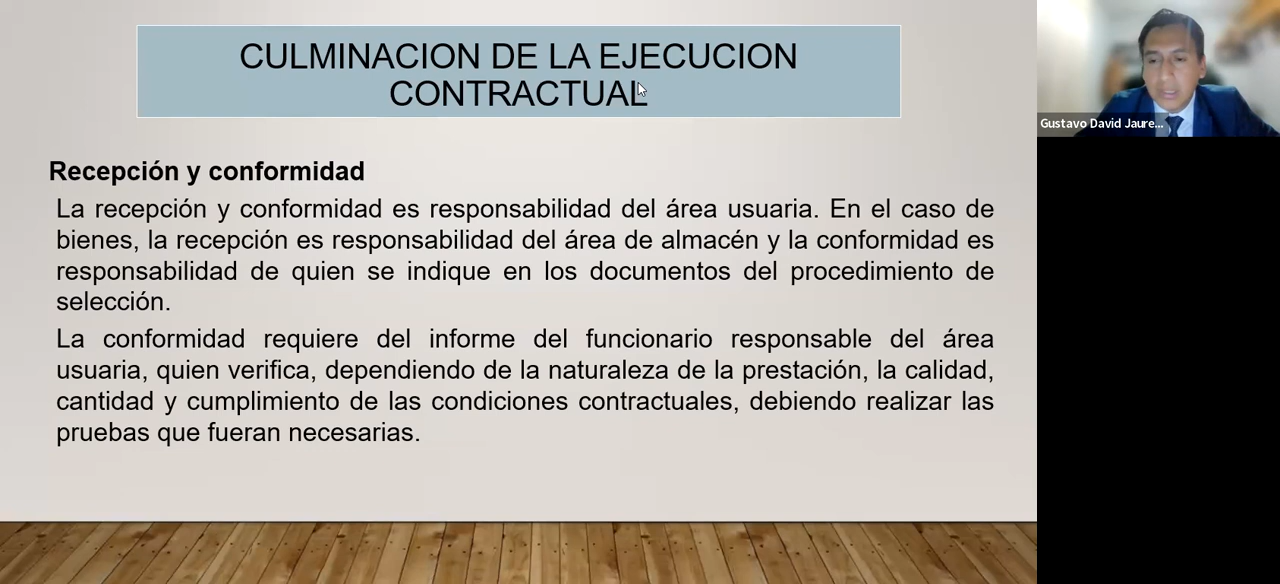 CULMINACION DE LA EJECUCION
CONTRACTUAL
Recepción y conformidad
La recepción y conformidad es responsabilidad del área usuaria. En el caso de
bienes, la recepción es responsabilidad del área de almacén y la conformidad es
responsabilidad de quien se indique en los documentos del procedimiento de
selección.
La conformidad requiere del informe del funcionario responsable del área
usuaria, quien verifica, dependiendo de la naturaleza de la prestación, la calidad,
cantidad y cumplimiento de las condiciones contractuales, debiendo realizar las
pruebas que fueran necesarias.
Gustavo David Jaure...